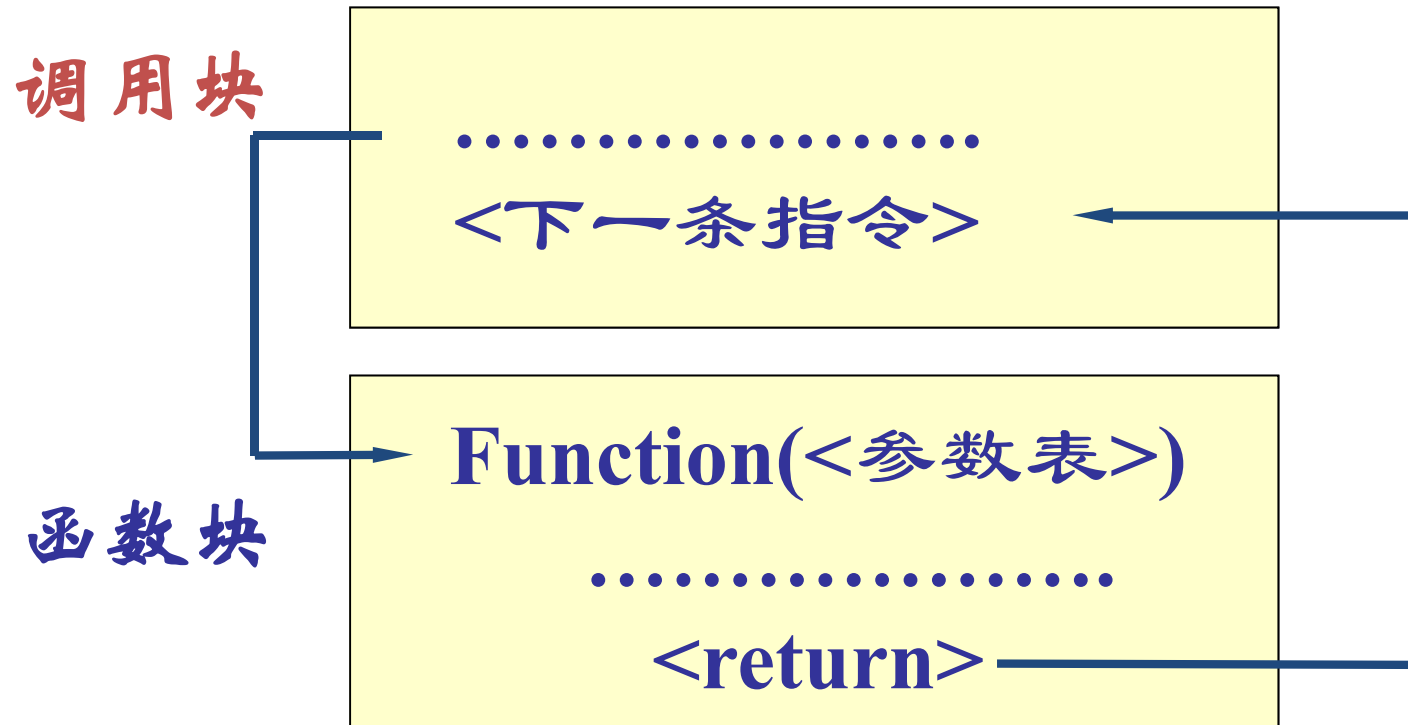 调用块
…………………
<下一条指令>
Function(<参数表>)
函数块
…………………
<return>